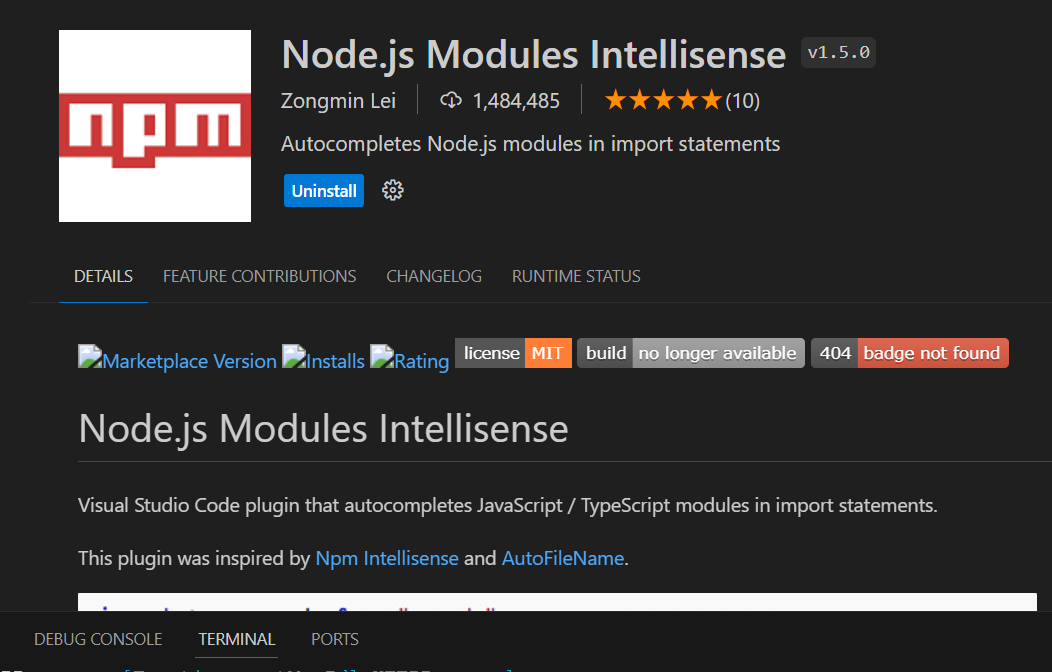 npm
Node.js Modules Intellisense v1.5.0
Zongmin Lei 1,484,485 (10)
Autocompletes Node.js modules in import statements
Uninstall
DETAILS FEATURE CONTRIBUTIONS CHANGELOG RUNTIME STATUS
Marketplace Version Installs Rating license MIT build no longer available 404 badge not found
Node.js Modules Intellisense
Visual Studio Code plugin that autocompletes JavaScript / TypeScript modules in import statements.
This plugin was inspired by Npm Intellisense and AutoFileName.
DEBUG CONSOLE TERMINAL PORTS